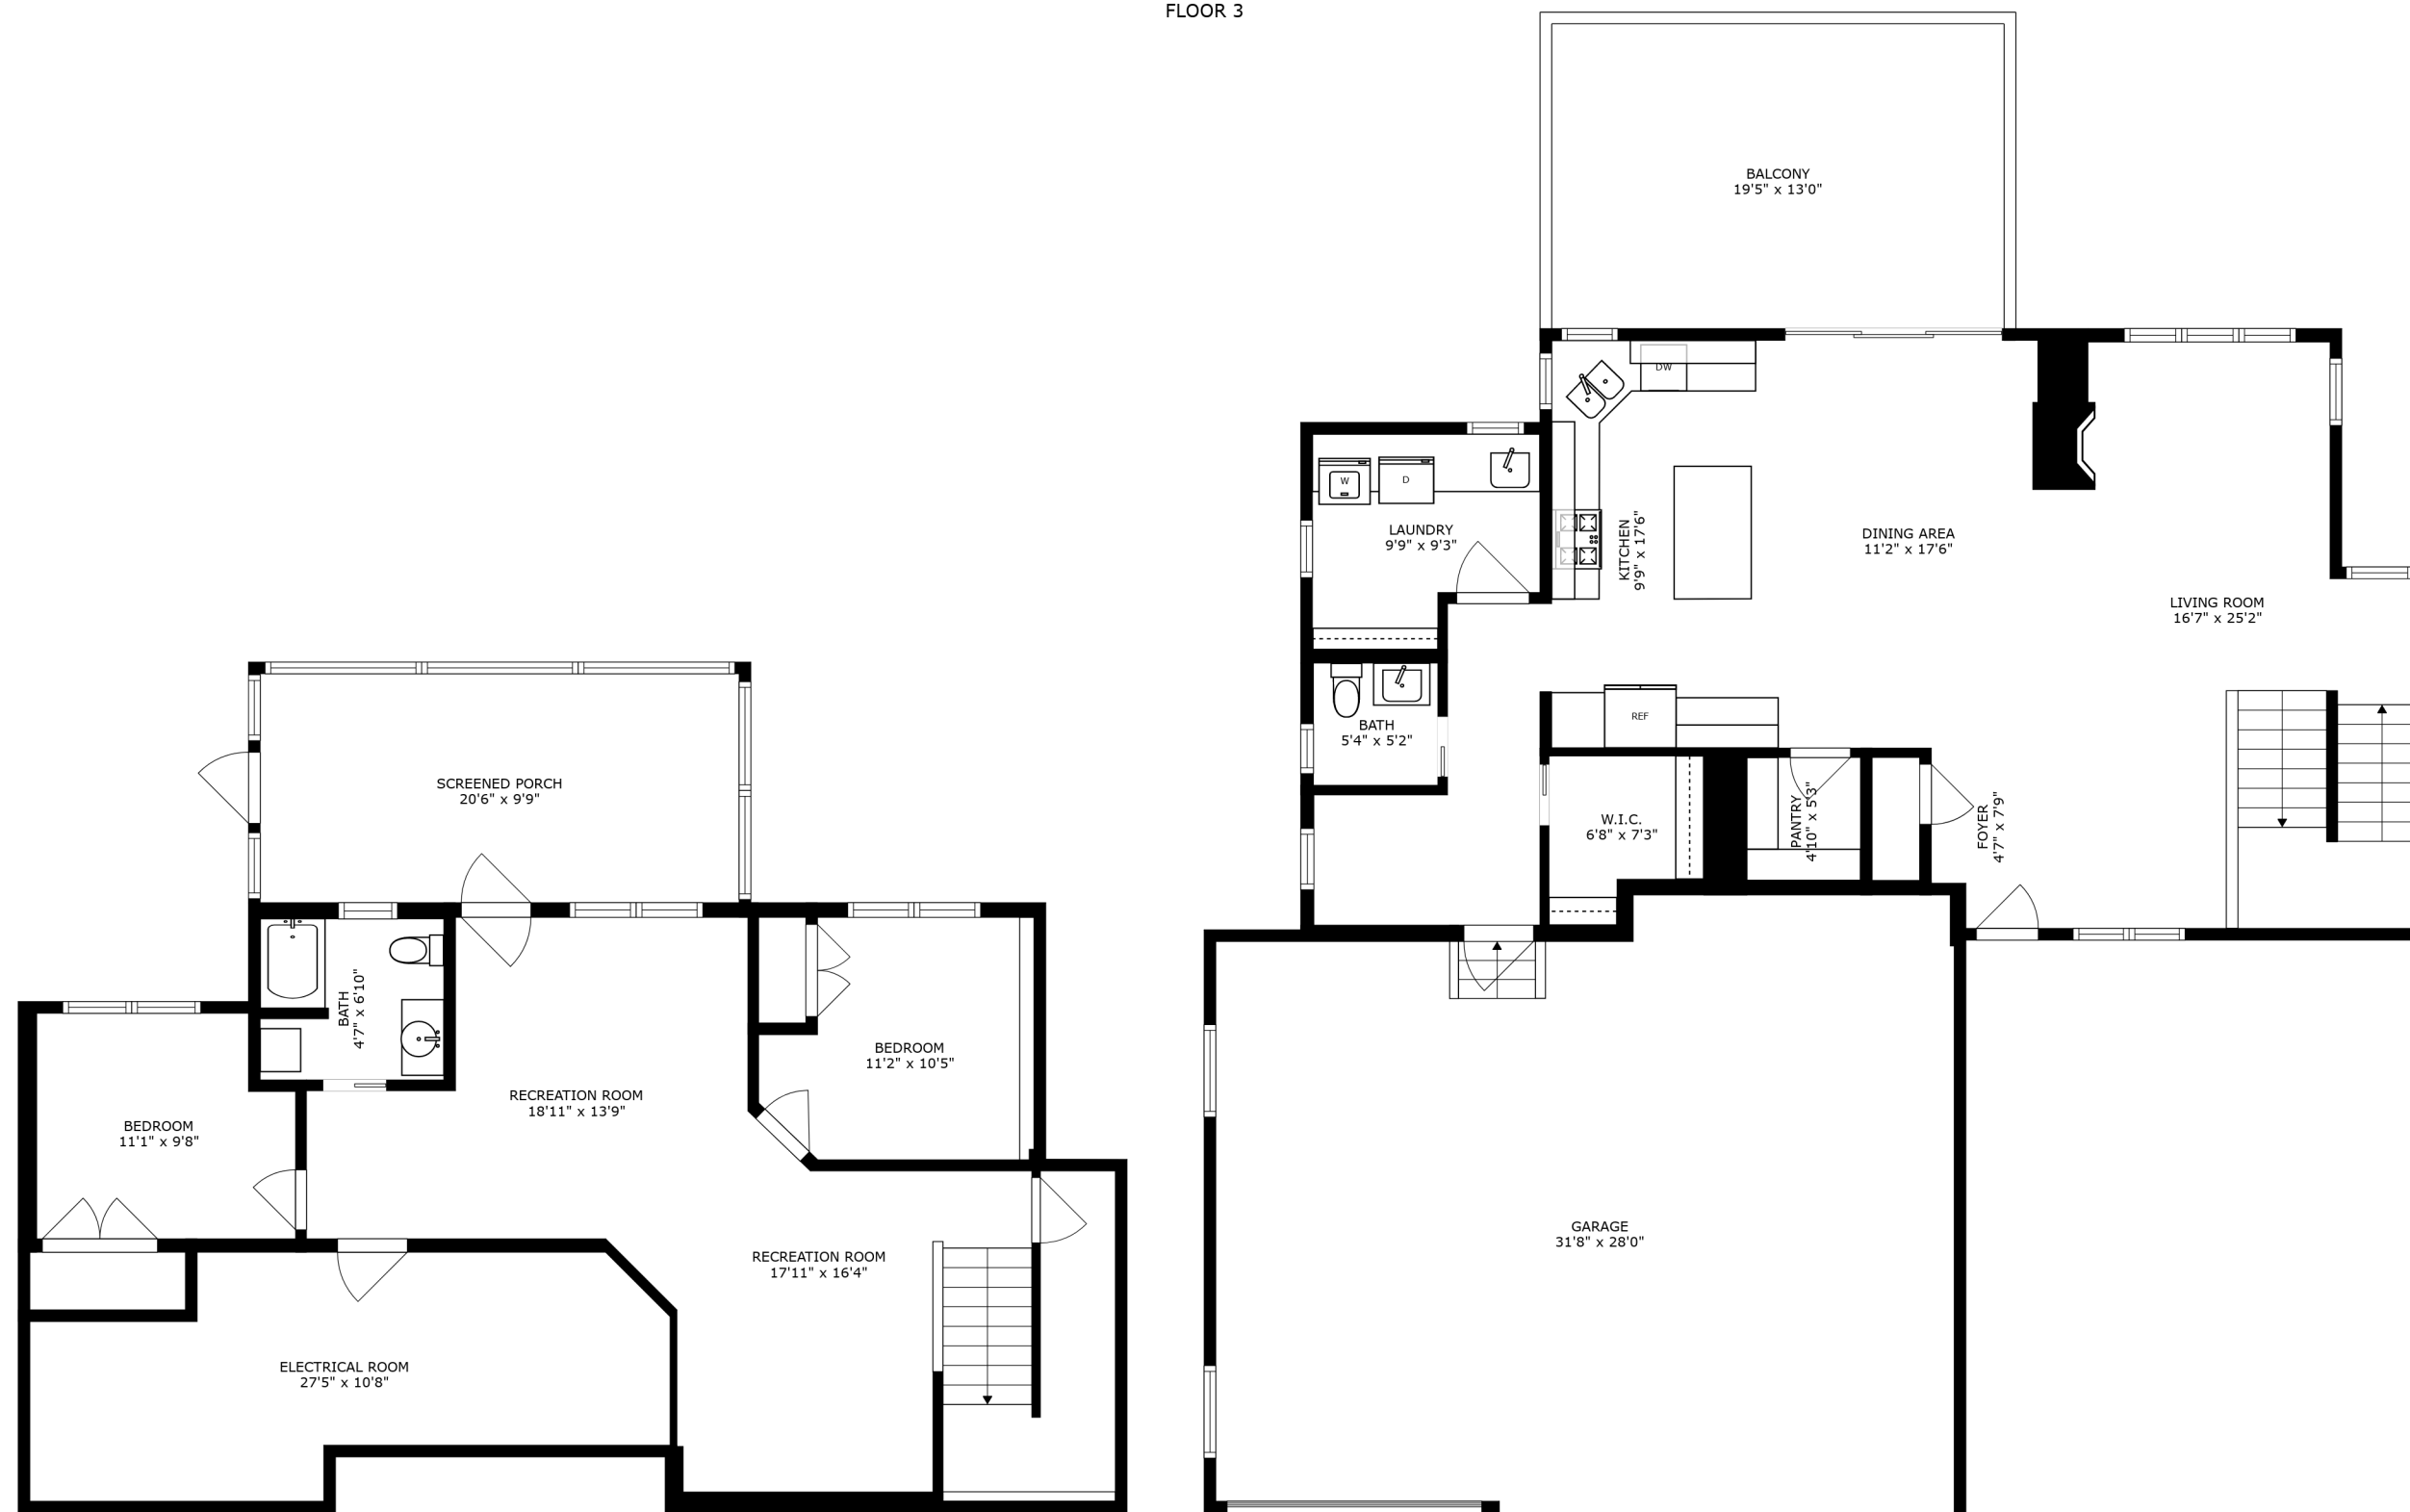 FLOOR 3
BALCONY
19'5" x 13'0"
DW
W
D
LAUNDRY
9'9" x 9'3"
KITCHEN
9'9" x 17'6"
DINING AREA
11'2" x 17'6"
LIVING ROOM
16'7" x 25'2"
REF
BATH
5'4" x 5'2"
W.I.C.
6'8" x 7'3"
PANTRY
4'10" x 5'3"
FOYER
4'7" x 7'9"
GARAGE
31'8" x 28'0"
SCREENED PORCH
20'6" x 9'9"
BATH
4'7" x 6'10"
BEDROOM
11'2" x 10'5"
RECREATION ROOM
18'11" x 13'9"
BEDROOM
11'1" x 9'8"
RECREATION ROOM
17'11" x 16'4"
ELECTRICAL ROOM
27'5" x 10'8"